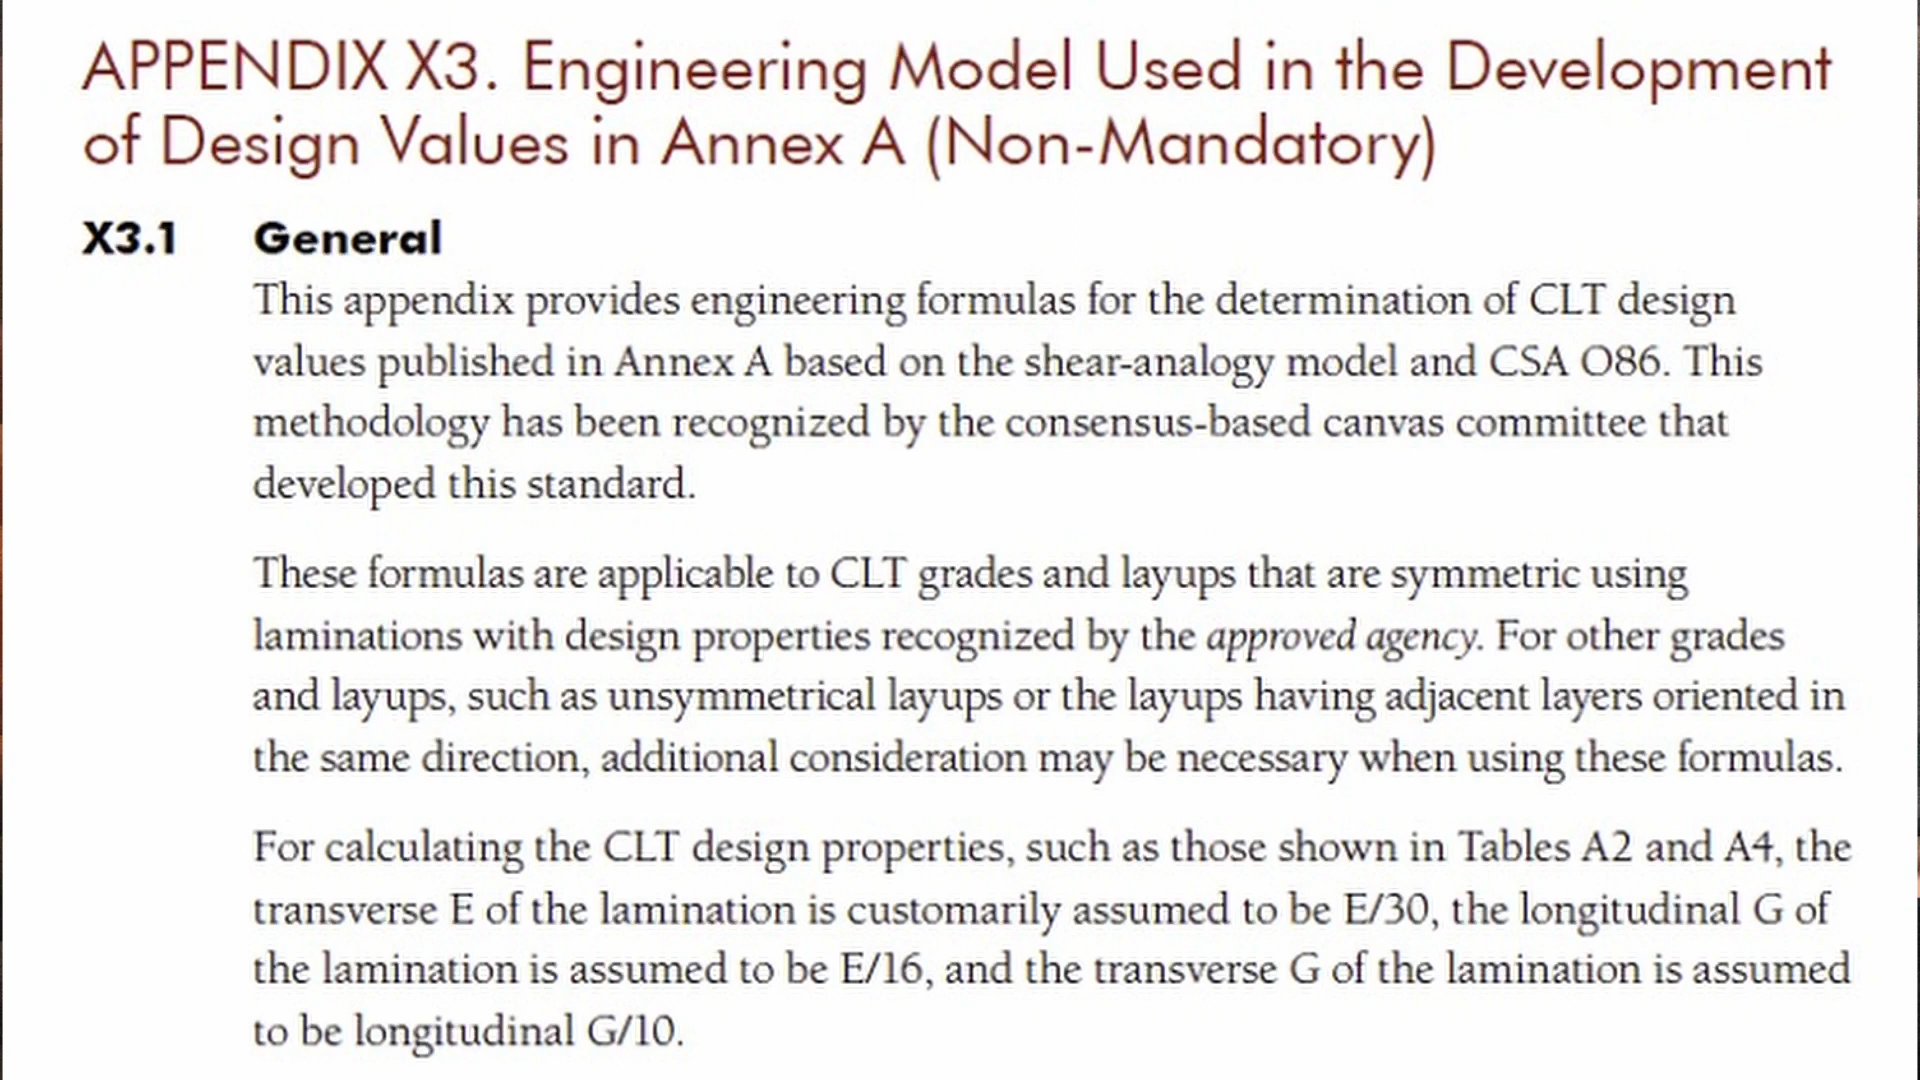 APPENDIX X3. Engineering Model Used in the Development
of Design Values in Annex A (Non-Mandatory)
X3.1 General
This appendix provides engineering formulas for the determination of CLT design
values published in Annex A based on the shear-analogy model and CSA O86. This
methodology has been recognized by the consensus-based canvas committee that
developed this standard.
These formulas are applicable to CLT grades and layups that are symmetric using
laminations with design properties recognized by the approved agency. For other grades
and layups, such as unsymmetrical layups or the layups having adjacent layers oriented in
the same direction, additional consideration may be necessary when using these formulas.
For calculating the CLT design properties, such as those shown in Tables A2 and A4, the
transverse E of the lamination is customarily assumed to be E/30, the longitudinal G of
the lamination is assumed to be E/16, and the transverse G of the lamination is assumed
to be longitudinal G/10.